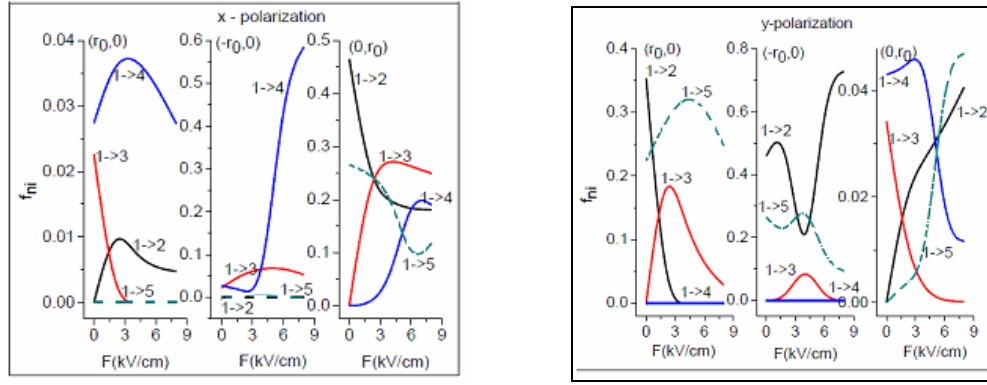 x - polarization
(r0,0)
(-r0,0)
(0,r0)
0.04
0.03
0.02
0.01
0.00
fni
1->4
1->3
1->2
1->5
0.6
0.5
0.4
0.3
0.2
0.1
0.0
1->4
1->3
1->5
1->2
0.5
0.4
0.3
0.2
0.1
0.0
1->2
1->3
1->4
1->5
0 3 6 9
0 3 6 9
0 3 6 9
F(kV/cm)
F(kV/cm)
F(kV/cm)
y-polarization
(r0,0)
(-r0,0)
(0,r0)
0.4
0.3
0.2
0.1
0.0
fni
1->2
1->5
1->3
1->4
0.8
0.6
0.4
0.2
0.0
1->2
1->5
1->3
1->4
0.04
0.02
0.00
1->4
1->2
1->3
1->5
0 3 6 9
0 3 6 9
0 3 6 9
F(kV/cm)
F(kV/cm)
F(kV/cm)